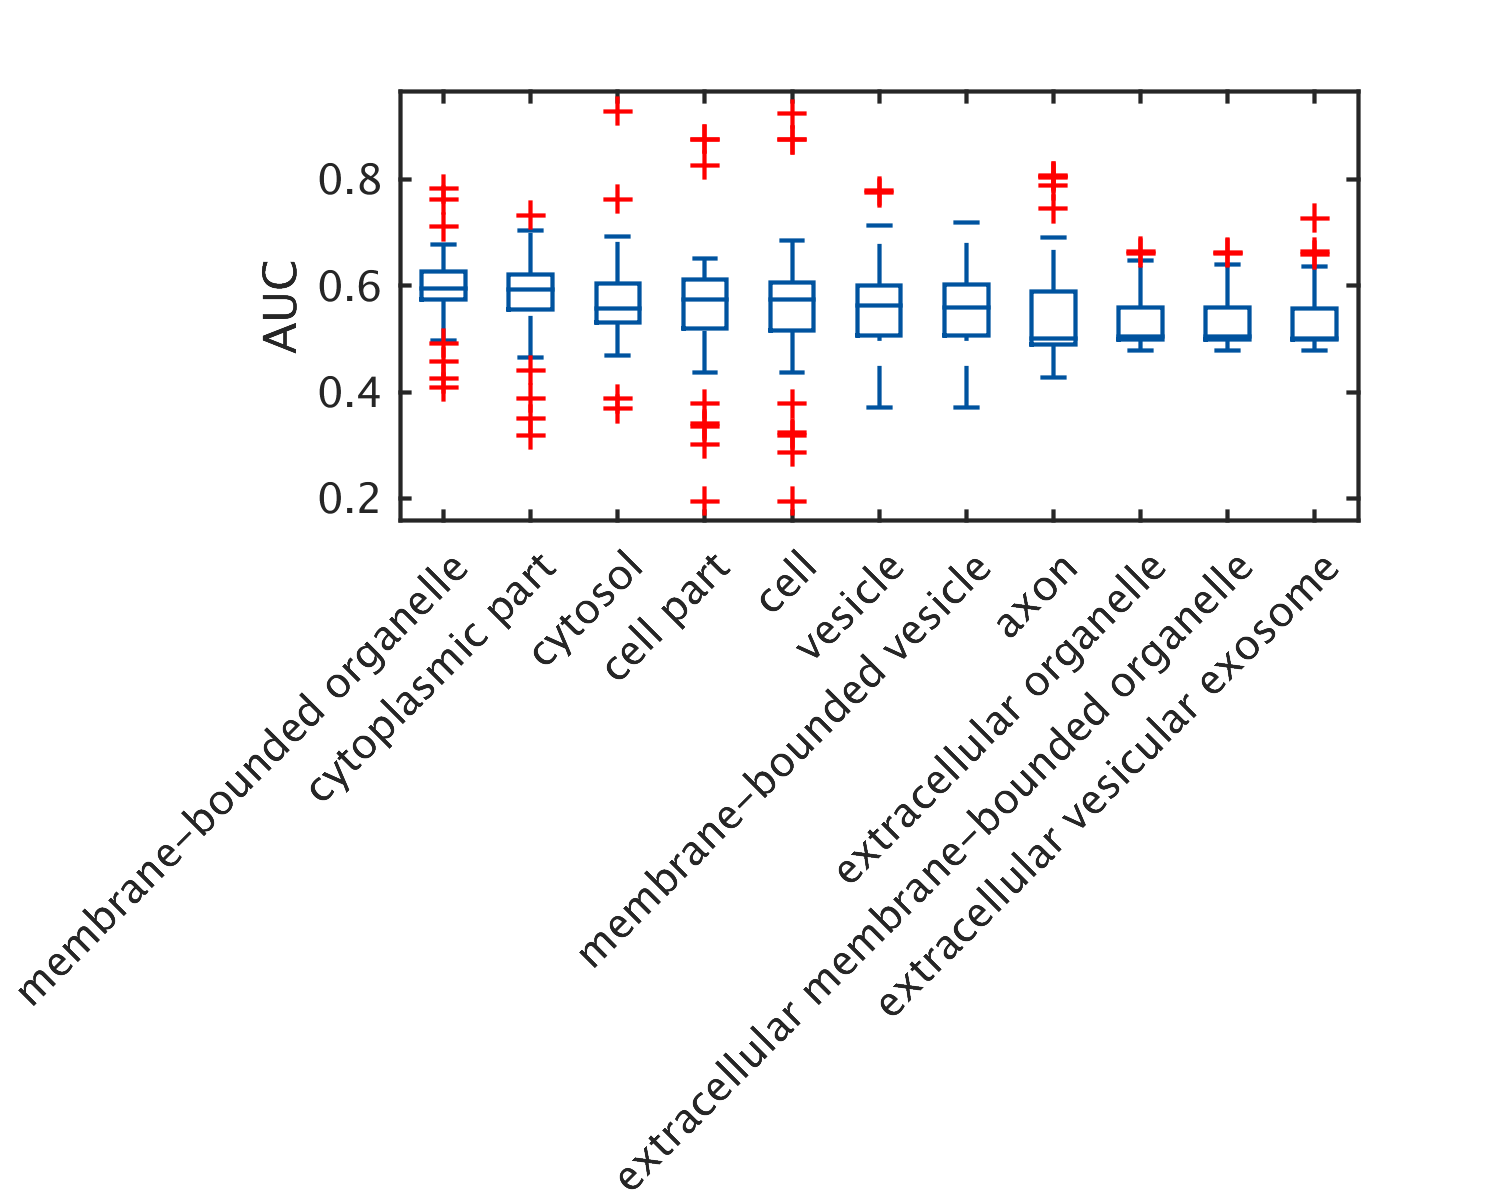 0.8
0.6
0.4
0.2
AUC
membrane-bounded organelle
cytoplasmic part
cytosol
cell part
cell
vesicle
membrane-bounded vesicle
axon
extracellular organelle
extracellular membrane-bounded organelle
extracellular vesicular exosome